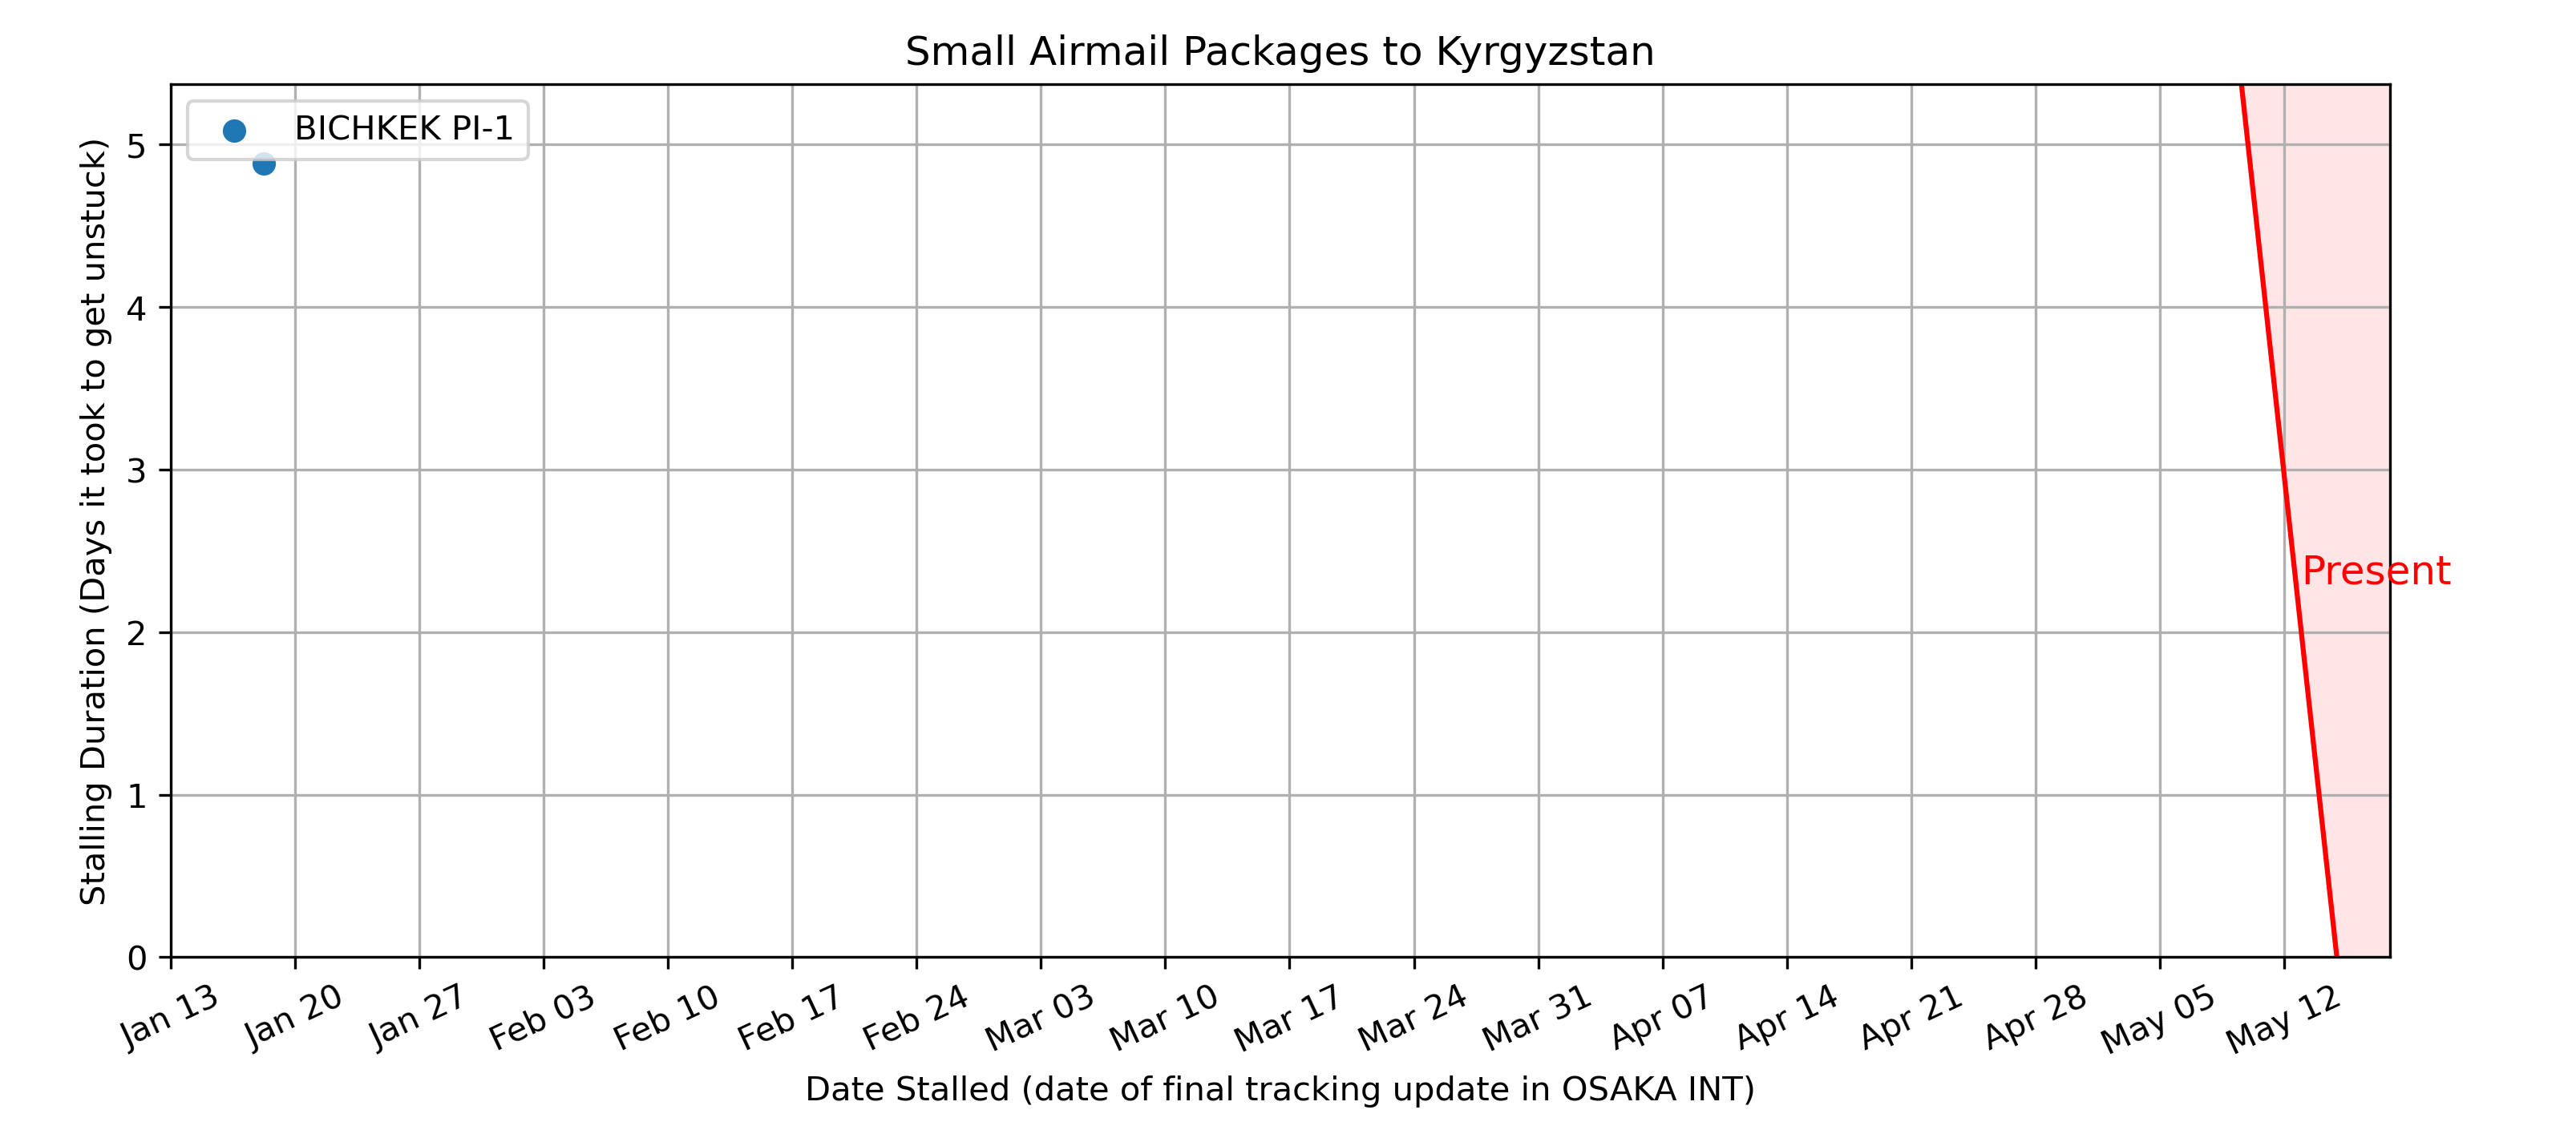 Small Airmail Packages to Kyrgyzstan
BICHKEK PI-1
Stalling Duration (Days it took to get unstuck)
5
4
3
2
1
0
Present
Jan 13
Jan 20
Jan 27
Feb 03
Feb 10
Feb 17
Feb 24
Mar 03
Mar 10
Mar 17
Mar 24
Mar 31
Apr 07
Apr 14
Apr 21
Apr 28
May 05
May 12
Date Stalled (date of final tracking update in OSAKA INT)